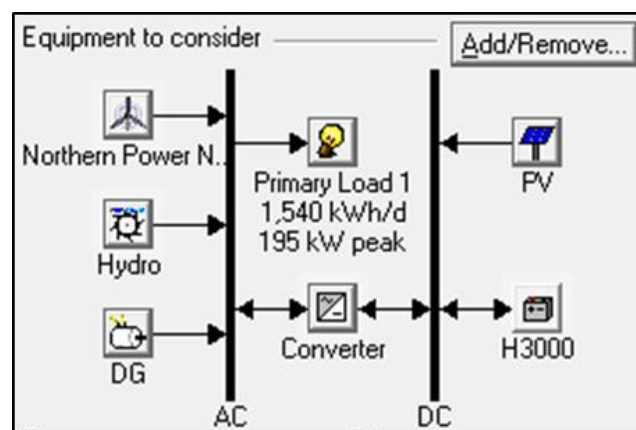 Equipment to consider
Add/Remove...
Northern Power N..
Primary Load 1
1,540 kWh/d
195 kW peak
PV
Hydro
DG
Converter
H3000
AC
DC